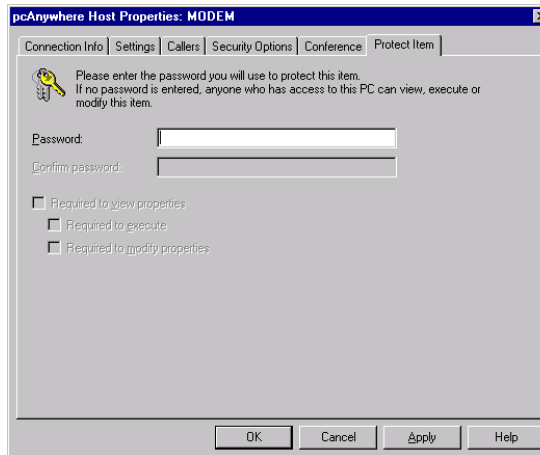 pcAnywhere Host Properties: MODEM
Connection Info Settings Callers Security Options Conference Protect Item
Please enter the password you will use to protect this item.
If no password is entered, anyone who has access to this PC can view, execute or
modify this item.
Password:
Confirm password:
Required to view properties
Required to execute
Required to modify properties
OK Cancel Apply Help